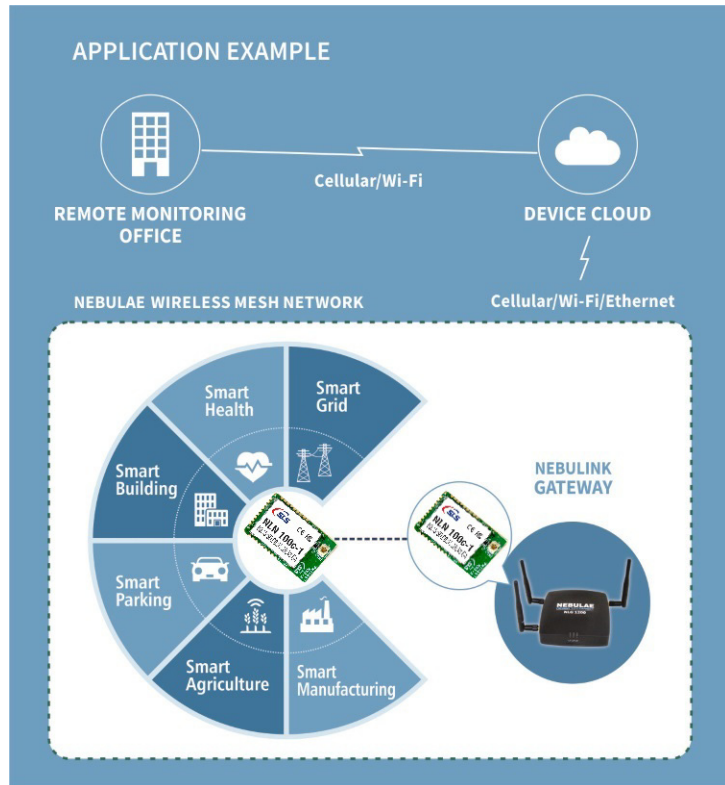 APPLICATION EXAMPLE
Cellular/Wi-Fi
REMOTE MONITORING
OFFICE
DEVICE CLOUD
Cellular/Wi-Fi/Ethernet
NEBULAE WIRELESS MESH NETWORK
Smart
Health
Smart
Grid
Smart
Building
Smart
Parking
Smart
Agriculture
Smart
Manufacturing
SLS
NLN 100c-1
SLS
NLN 100c-1
NEBULINK
GATEWAY
NEBULAE